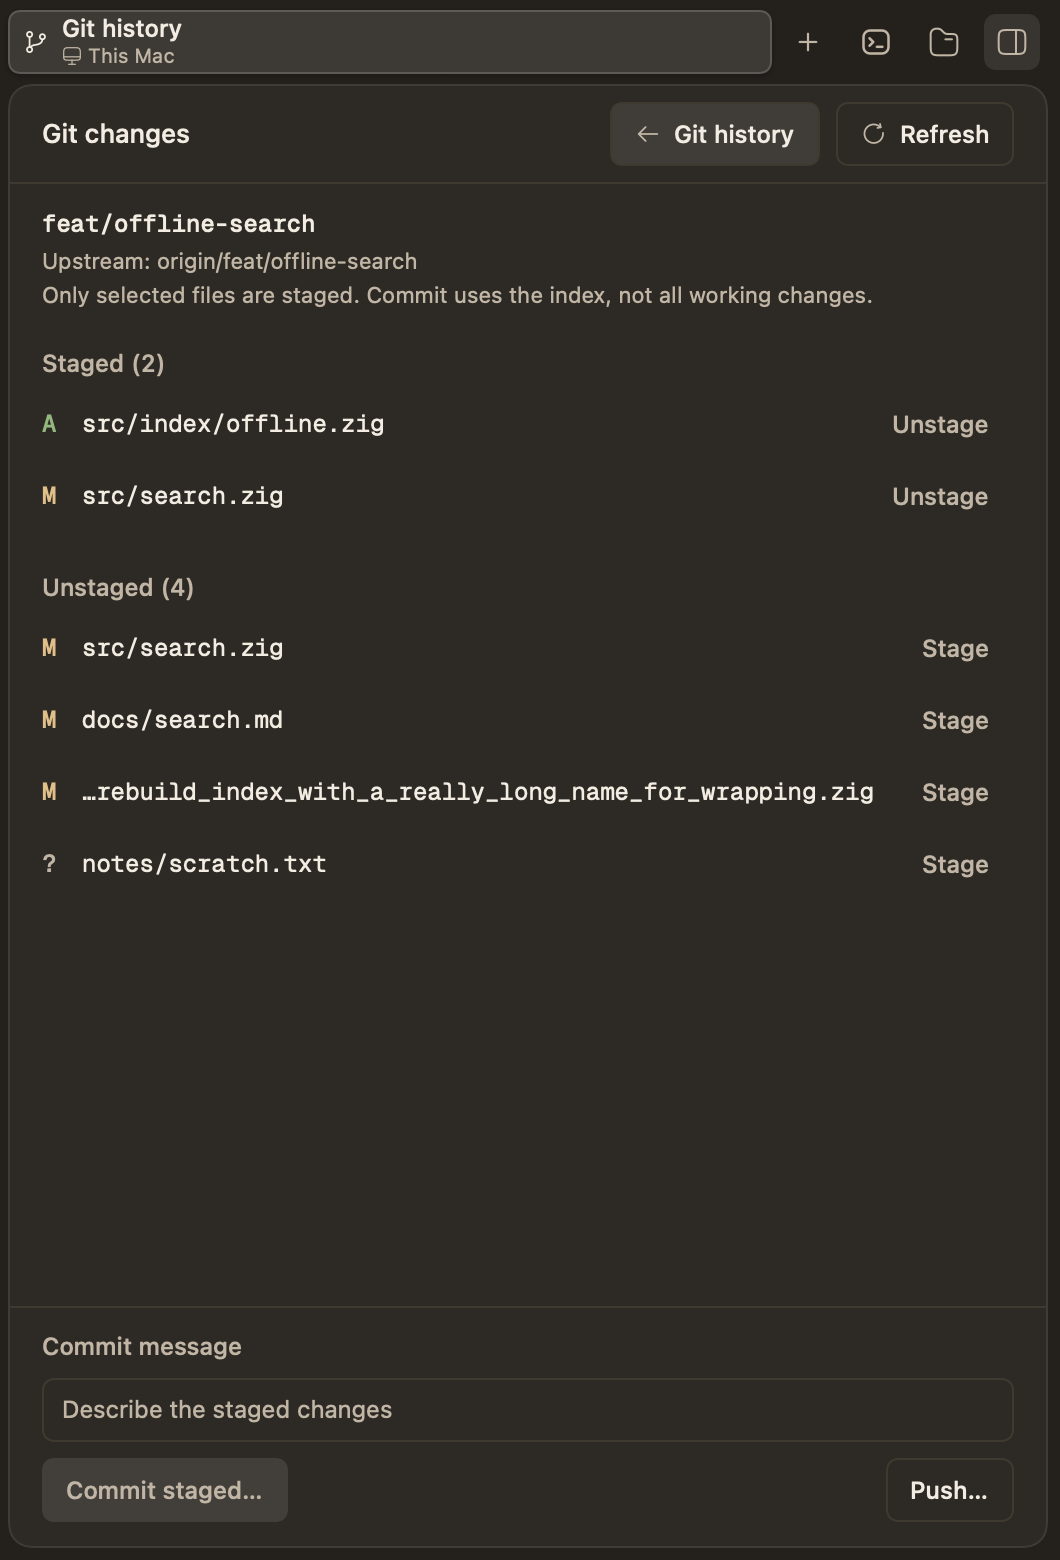 Git history
This Mac
Git changes
← Git history
Refresh
feat/offline-search
Upstream: origin/feat/offline-search
Only selected files are staged. Commit uses the index, not all working changes.
Staged (2)
A src/index/offline.zig Unstage
M src/search.zig Unstage
Unstaged (4)
M src/search.zig Stage
M docs/search.md Stage
M …rebuild_index_with_a_really_long_name_for_wrapping.zig Stage
? notes/scratch.txt Stage
Commit message
Describe the staged changes
Commit staged...
Push...